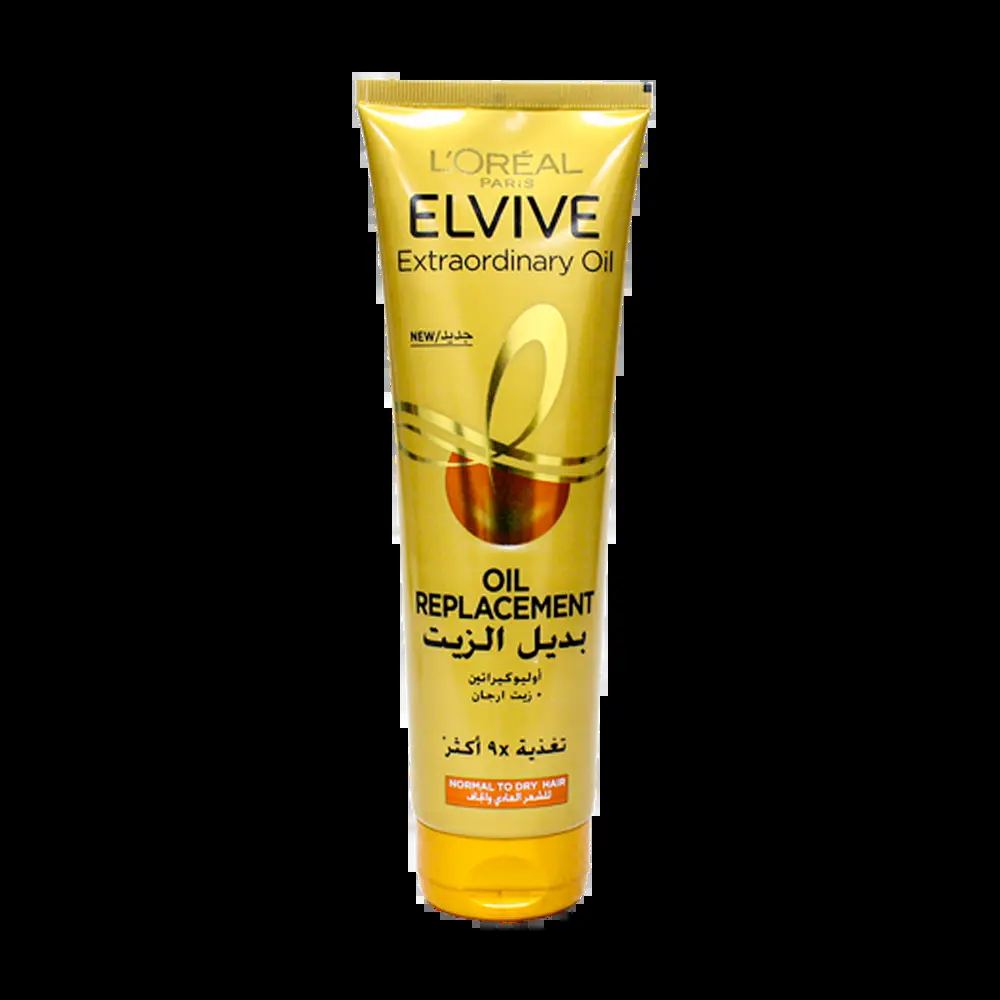 L'ORÉAL
PARIS
ELVIVE
Extraordinary Oil
NEW/جديد
OIL
REPLACEMENT
بديل الزيت
أوليوكيراتين
• زيت ارجان
تغذية ٩x أكثر*
NORMAL TO DRY HAIR
للشعر العادي والجاف